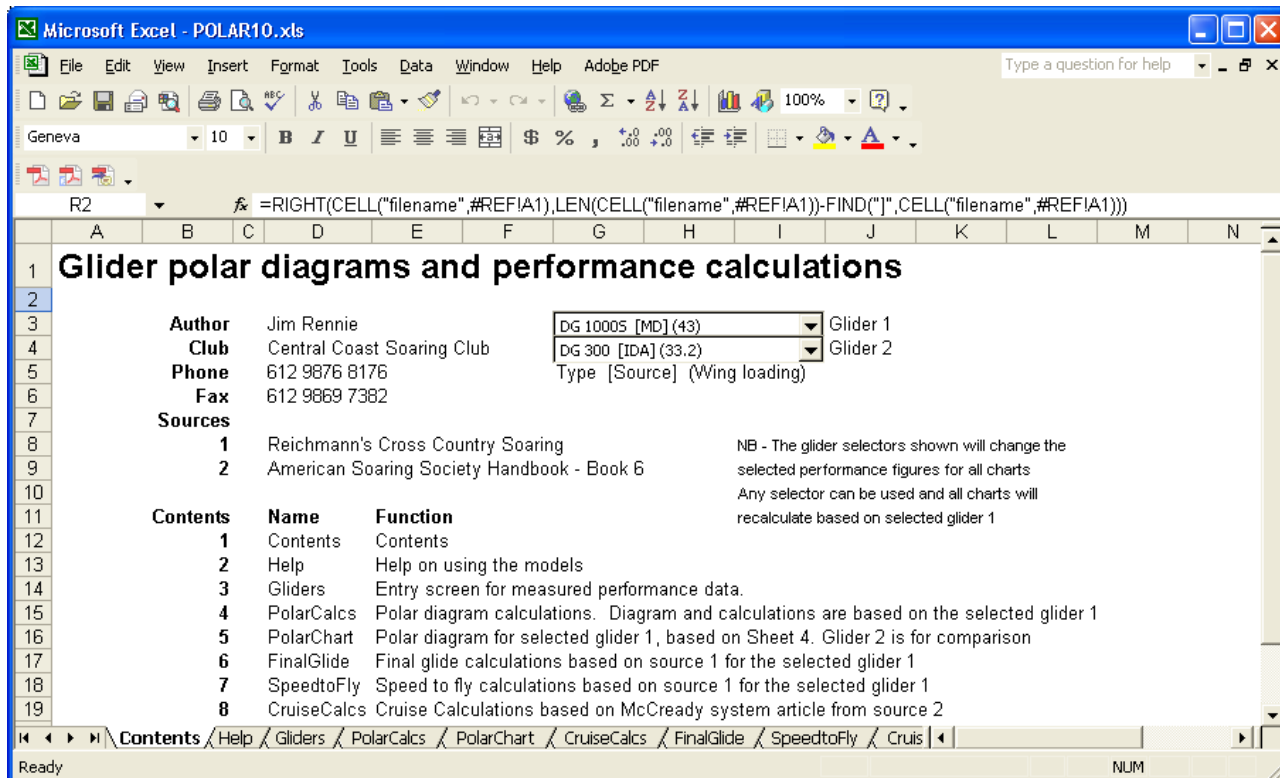 Microsoft Excel - POLAR10.xls
File Edit View Insert Format Tools Data Window Help Adobe PDF Type a question for help
100%
Geneva 10 B I U $ % ,
R2 fx =RIGHT(CELL("filename",#REF!A1),LEN(CELL("filename",#REF!A1))-FIND("]",CELL("filename",#REF!A1)))
A B C D E F G H I J K L M N
1 Glider polar diagrams and performance calculations
2
3 Author Jim Rennie DG 1000S [MD] (43) Glider 1
4 Club Central Coast Soaring Club DG 300 [IDA] (33.2) Glider 2
5 Phone 612 9876 8176 Type [Source] (Wing loading)
6 Fax 612 9869 7382
7 Sources
8 1 Reichmann's Cross Country Soaring NB - The glider selectors shown will change the
9 2 American Soaring Society Handbook - Book 6 selected performance figures for all charts
10 Any selector can be used and all charts will
11 Contents Name Function recalculate based on selected glider 1
12 1 Contents Contents
13 2 Help Help on using the models
14 3 Gliders Entry screen for measured performance data.
15 4 PolarCalcs Polar diagram calculations. Diagram and calculations are based on the selected glider 1
16 5 PolarChart Polar diagram for selected glider 1, based on Sheet 4. Glider 2 is for comparison
17 6 FinalGlide Final glide calculations based on source 1 for the selected glider 1
18 7 SpeedtoFly Speed to fly calculations based on source 1 for the selected glider 1
19 8 CruiseCalcs Cruise Calculations based on McCready system article from source 2
Contents Help Gliders PolarCalcs PolarChart CruiseCalcs FinalGlide SpeedtoFly Cruis
Ready NUM